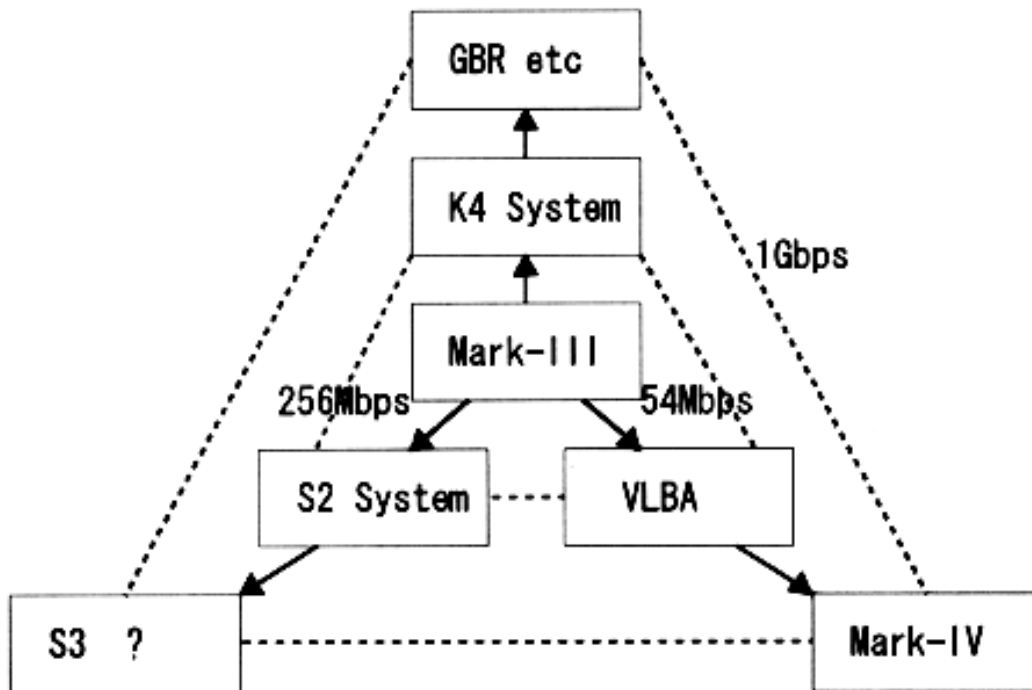 GBR etc
K4 System
1Gbps
Mark-III
256Mbps
54Mbps
S2 System
VLBA
S3 ?
Mark-IV